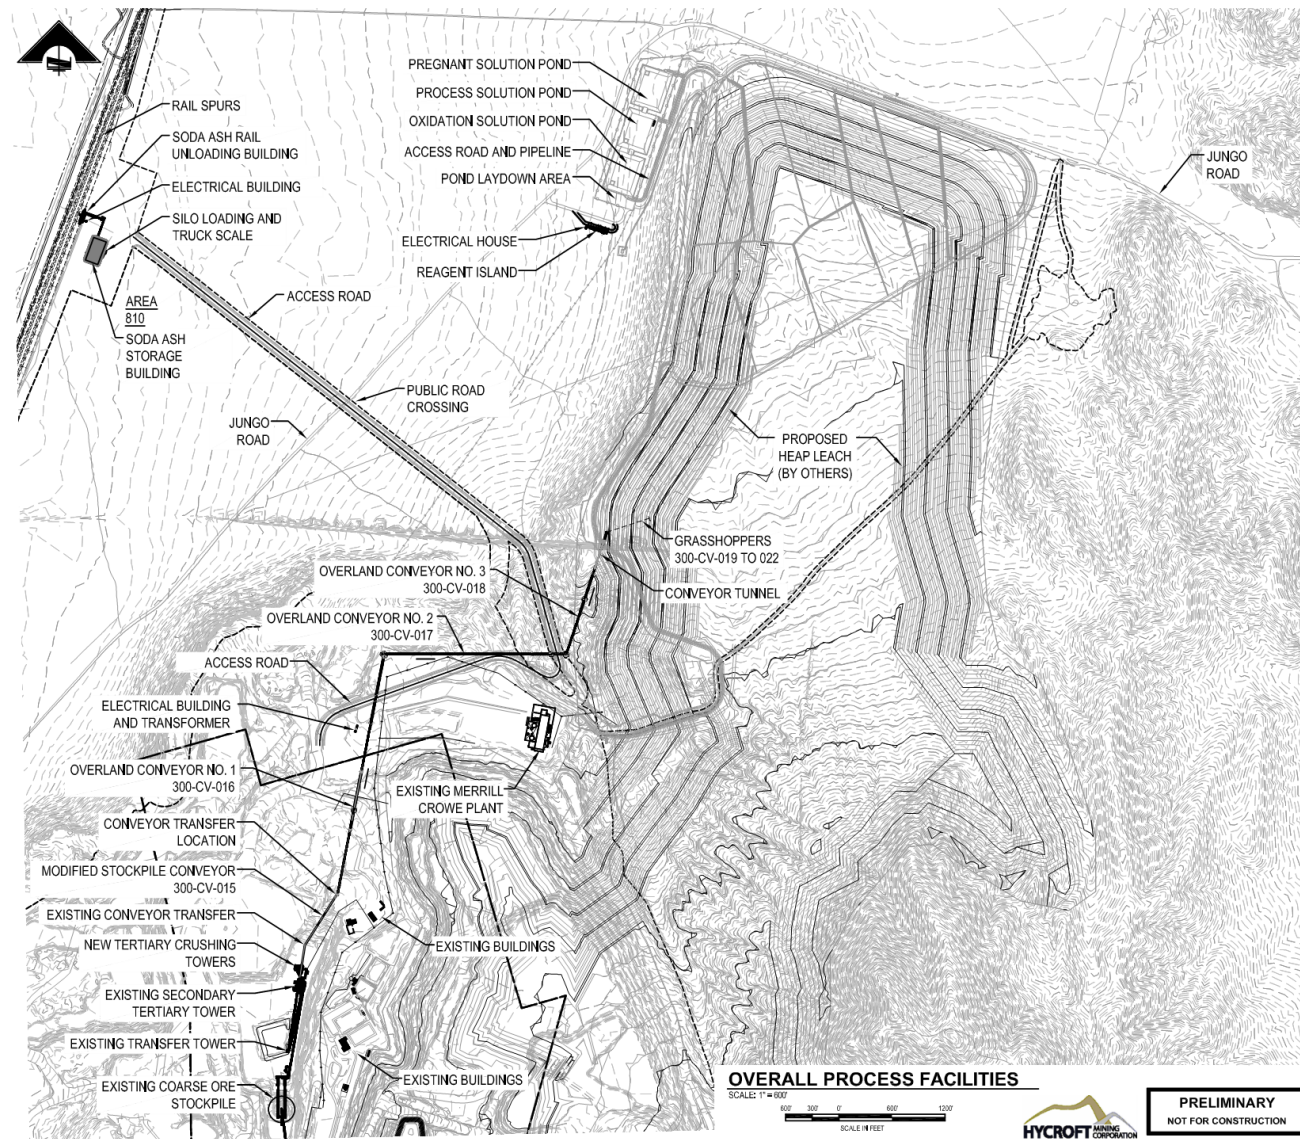 PREGNANT SOLUTION POND
PROCESS SOLUTION POND
OXIDATION SOLUTION POND
ACCESS ROAD AND PIPELINE
POND LAYDOWN AREA
ELECTRICAL HOUSE
REAGENT ISLAND
RAIL SPURS
SODA ASH RAIL
UNLOADING BUILDING
ELECTRICAL BUILDING
SILO LOADING AND
TRUCK SCALE
AREA
810
SODA ASH
STORAGE
BUILDING
ACCESS ROAD
PUBLIC ROAD
CROSSING
JUNGO
ROAD
JUNGO
ROAD
PROPOSED
HEAP LEACH
(BY OTHERS)
GRASSHOPPERS
300-CV-019 TO 022
CONVEYOR TUNNEL
OVERLAND CONVEYOR NO. 3
300-CV-018
OVERLAND CONVEYOR NO. 2
300-CV-017
ACCESS ROAD
ELECTRICAL BUILDING
AND TRANSFORMER
OVERLAND CONVEYOR NO. 1
300-CV-016
EXISTING MERRILL
CROWE PLANT
CONVEYOR TRANSFER
LOCATION
MODIFIED STOCKPILE CONVEYOR
300-CV-015
EXISTING CONVEYOR TRANSFER
NEW TERTIARY CRUSHING
TOWERS
EXISTING BUILDINGS
EXISTING SECONDARY
TERTIARY TOWER
EXISTING TRANSFER TOWER
EXISTING COARSE ORE
STOCKPILE
EXISTING BUILDINGS
OVERALL PROCESS FACILITIES
SCALE: 1" = 600'
600' 300' 0' 600' 1200'
SCALE IN FEET
HYCROFT MINING
CORPORATION
PRELIMINARY
NOT FOR CONSTRUCTION